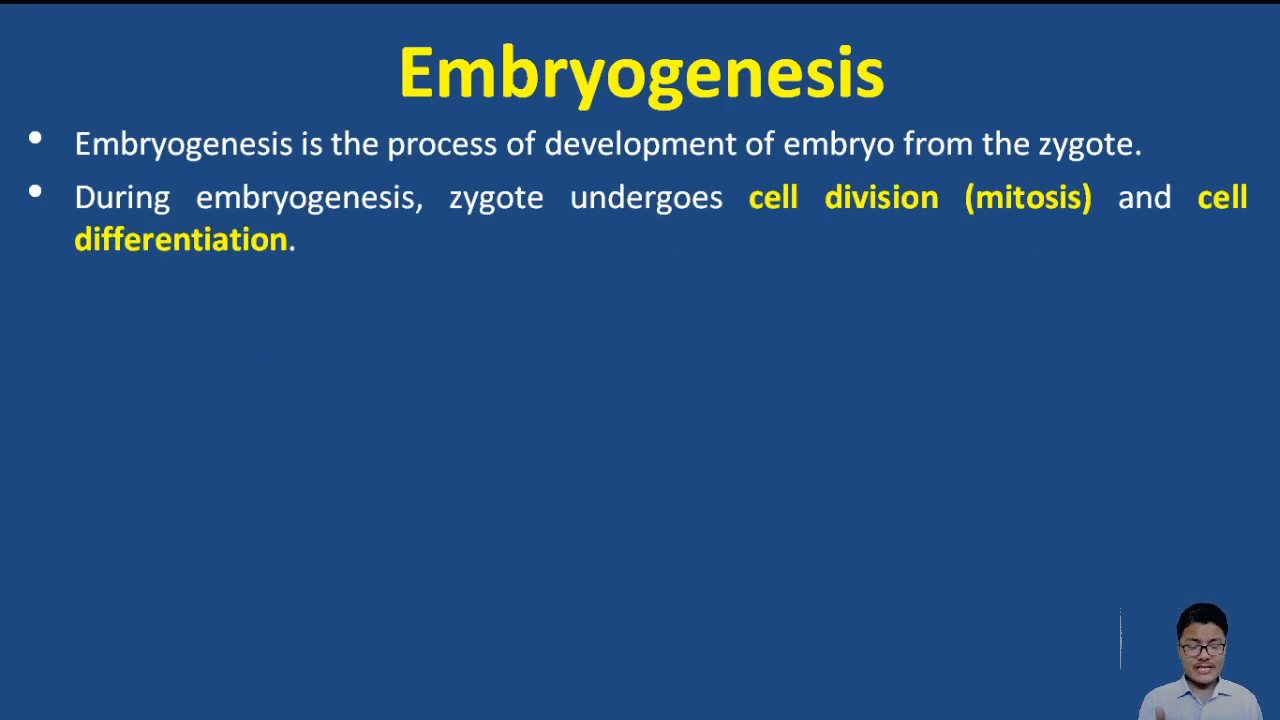 Embryogenesis
• Embryogenesis is the process of development of embryo from the zygote.
• During embryogenesis, zygote undergoes cell division (mitosis) and cell
differentiation.